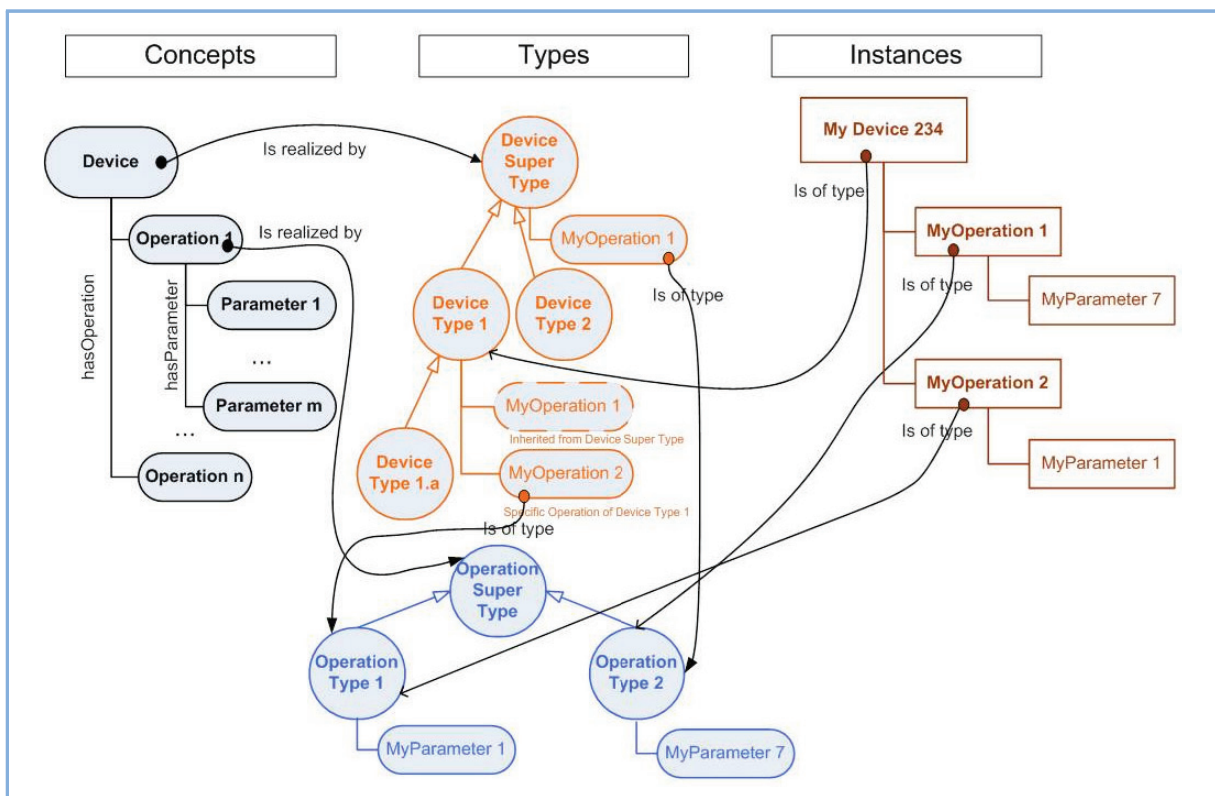 Concepts
Types
Instances
Device
Is realized by
Operation 1
Is realized by
hasOperation
hasParameter
Parameter 1
...
Parameter m
...
Operation n
Device
Super
Type
MyOperation 1
Is of type
Device
Type 1
Device
Type 2
MyOperation 1
Inherited from Device Super Type
Device
Type 1.a
MyOperation 2
Specific Operation of Device Type 1
Is of type
Operation
Super
Type
Operation
Type 1
MyParameter 1
Operation
Type 2
MyParameter 7
My Device 234
Is of type
MyOperation 1
Is of type
MyParameter 7
MyOperation 2
Is of type
MyParameter 1